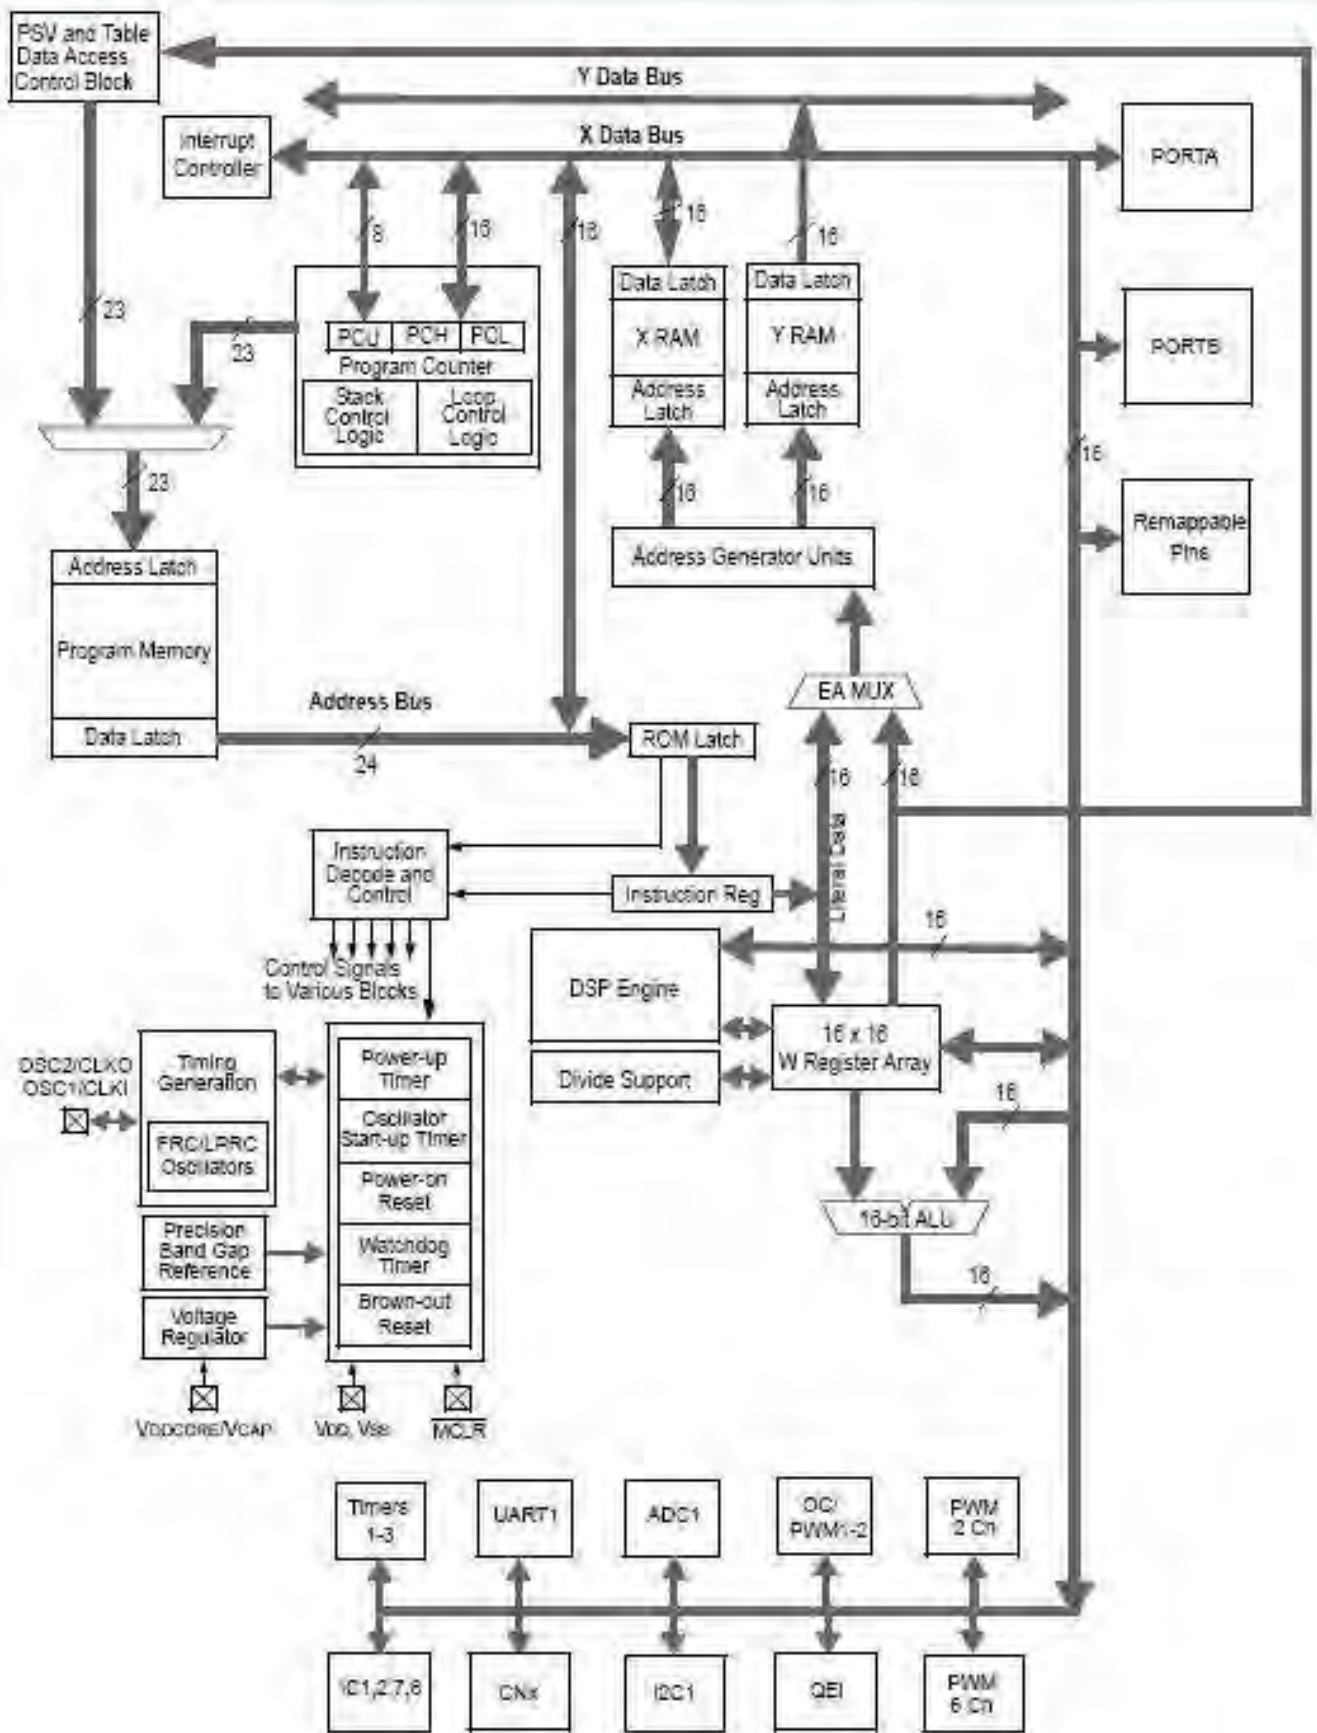 PSV and Table
Data Access
Control Block
Y Data Bus
X Data Bus
Interrupt
Controller
PORTA
8
16
16
16
16
23
23
Data Latch
X RAM
Address
Latch
Data Latch
Y RAM
Address
Latch
PCU
PCH
PCL
Program Counter
Stack
Control
Logic
Loop
Control
Logic
PORTB
16
23
16
16
Remappable
Pins
Address Latch
Program Memory
Data Latch
Address Generator Units
EA MUX
Address Bus
24
ROM Latch
16
16
Literal Data
Instruction
Decode and
Control
Instruction Reg
16
Control Signals
to Various Blocks
DSP Engine
16 x 16
W Register Array
Divide Support
OSC2/CLKO
OSC1/CLKI
Timing
Generation
FRC/LPRC
Oscillators
Power-up
Timer
Oscillator
Start-up Timer
Power-on
Reset
Watchdog
Timer
Brown-out
Reset
16
16-bit ALU
16
Precision
Band Gap
Reference
Voltage
Regulator
VDDCORE/VCAP
VDD, VSS
MCLR
Timers
1-3
UART1
ADC1
OC/
PWM1-2
PWM
2 Ch
IC1,2,7,8
CNx
I2C1
QEI
PWM
6 Ch